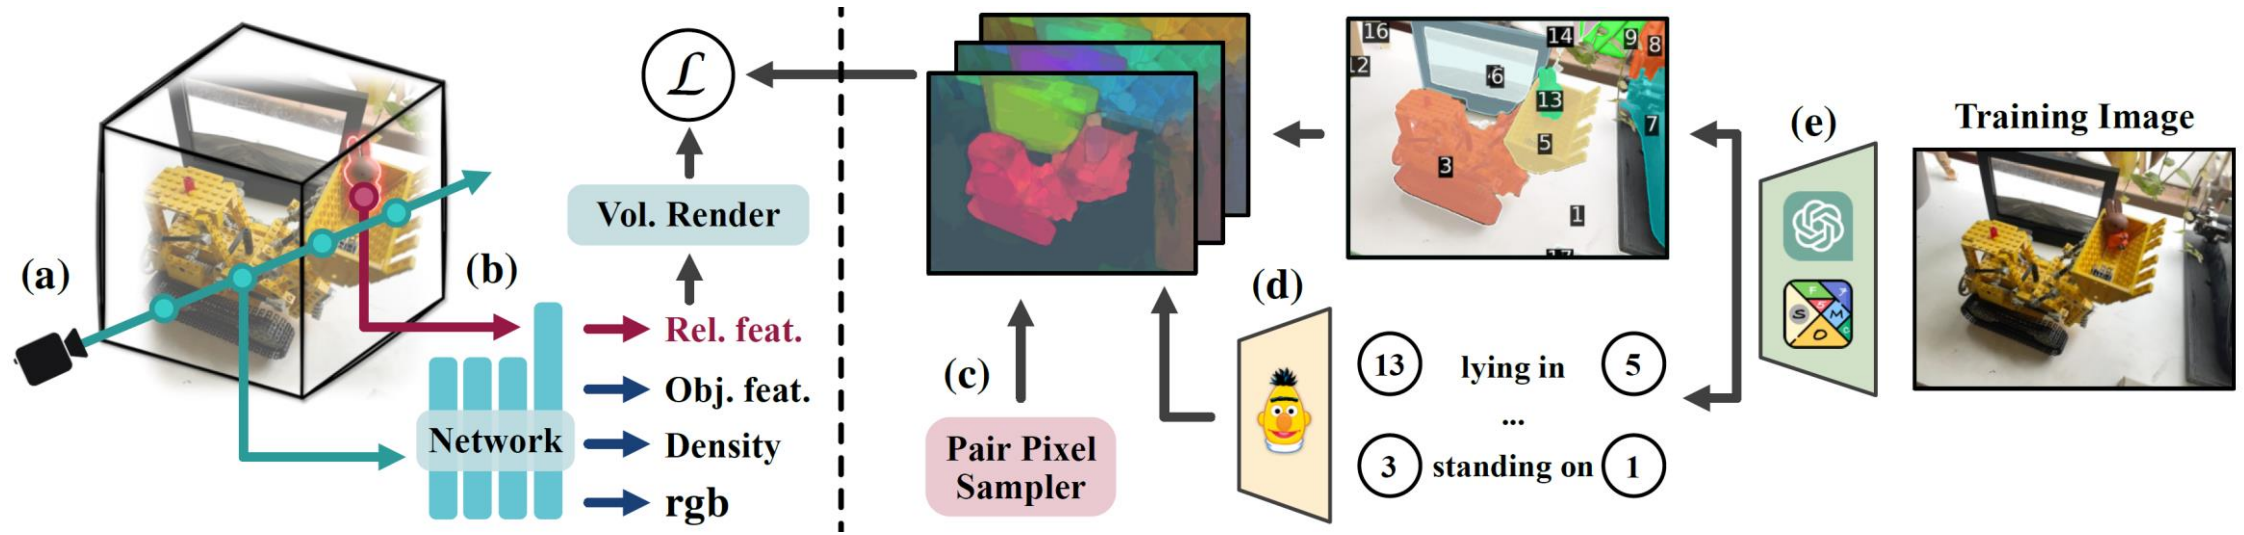 (a)
(b)
Network
Rel. feat.
Obj. feat.
Density
rgb
Vol. Render
ℒ
(c)
Pair Pixel
Sampler
(d)
13 lying in 5
...
3 standing on 1
16
12
6
14
9
8
13
7
5
3
1
(e)
S
M
O
F
Training Image